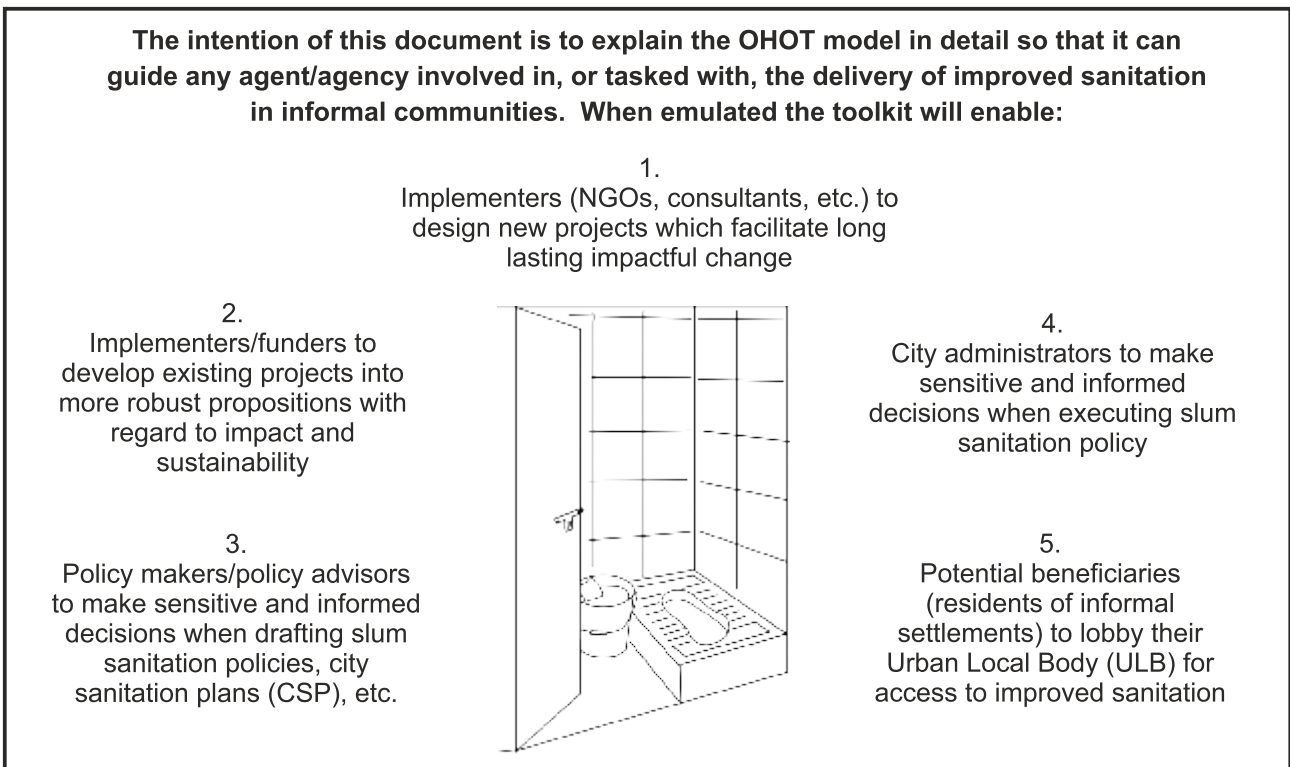 The intention of this document is to explain the OHOT model in detail so that it can
guide any agent/agency involved in, or tasked with, the delivery of improved sanitation
in informal communities.  When emulated the toolkit will enable:
1.
Implementers (NGOs, consultants, etc.) to
design new projects which facilitate long
lasting impactful change
2.
Implementers/funders to
develop existing projects into
more robust propositions with
regard to impact and
sustainability
3.
Policy makers/policy advisors
to make sensitive and informed
decisions when drafting slum
sanitation policies, city
sanitation plans (CSP), etc.
4.
City administrators to make
sensitive and informed
decisions when executing slum
sanitation policy
5.
Potential beneficiaries
(residents of informal
settlements) to lobby their
Urban Local Body (ULB) for
access to improved sanitation